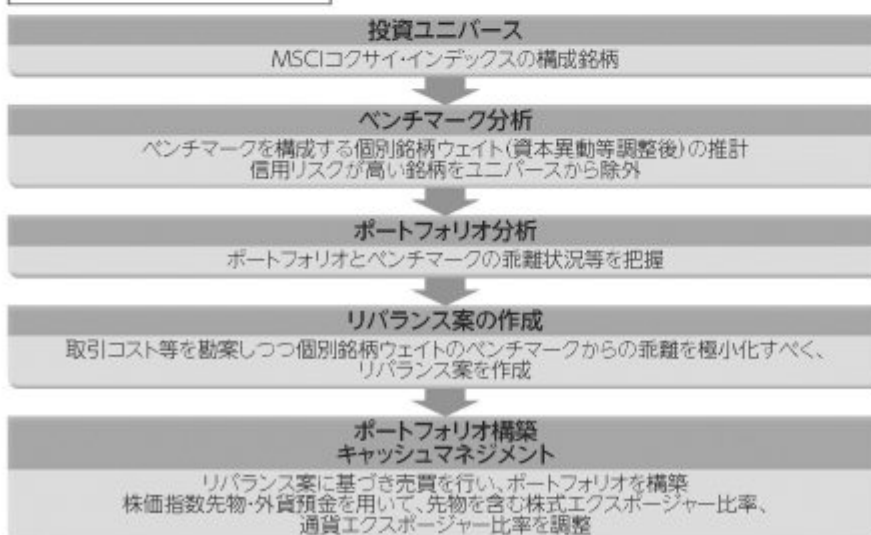 投資ユニバース
MSCIコクサイ・インデックスの構成銘柄
ベンチマーク分析
ベンチマークを構成する個別銘柄ウェイト(資本異動等調整後)の推計
信用リスクが高い銘柄をユニバースから除外
ポートフォリオ分析
ポートフォリオとベンチマークの乖離状況等を把握
リバランス案の作成
取引コスト等を勘案しつつ個別銘柄ウェイトのベンチマークからの乖離を極小化すべく、
リバランス案を作成
ポートフォリオ構築
キャッシュマネジメント
リバランス案に基づき売買を行い、ポートフォリオを構築
株価指数先物・外貨預金を用いて、先物を含む株式エクスポージャー比率、
通貨エクスポージャー比率を調整